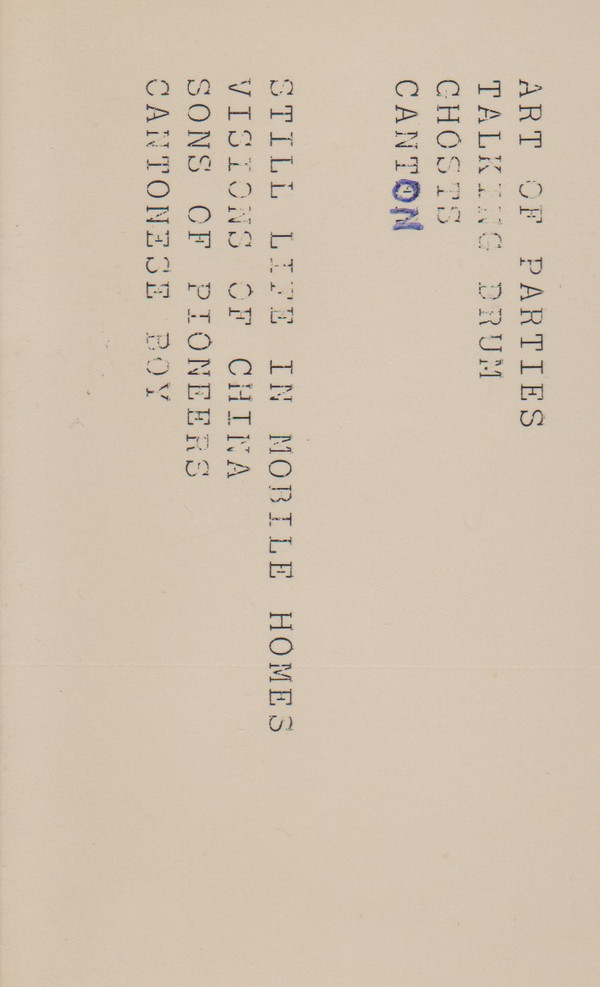 ART OF PARTIES
TALKING DRUM
GHOSTS
CANTON
STILL LIFE IN MOBILE HOMES
VISIONS OF CHINA
SONS OF PIONEERS
CANTONESE BOY